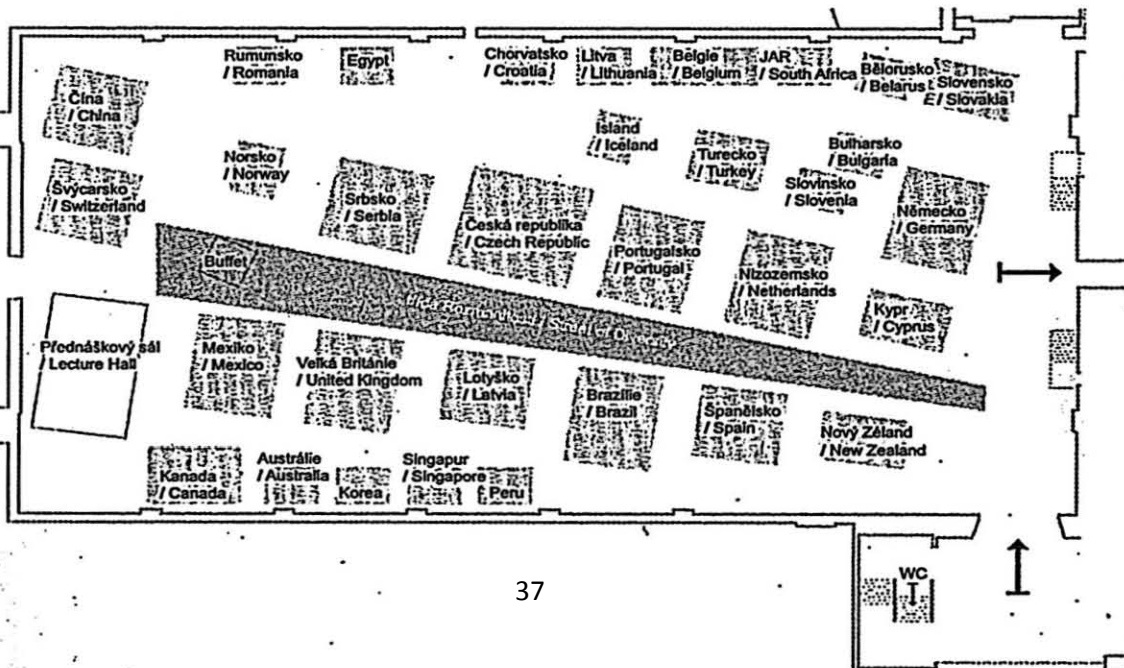 Rumunsko
/ Romania
Egypt
Chorvatsko
/ Croatia
Litva
/ Lithuania
Belgie
/ Belgium
JAR
/ South Africa
Bělorusko
/ Belarus
Slovensko
/ Slovakia
Čína
/ China
Norsko
/ Norway
Švýcarsko
/ Switzerland
Srbsko
/ Serbia
Česká republika
/ Czech Republic
Ísland
/ Iceland
Turecko
/ Turkey
Bulharsko
/ Bulgaria
Slovinsko
/ Slovenia
Německo
/ Germany
Portugalsko
/ Portugal
Nizozemsko
/ Netherlands
Kypr
/ Cyprus
Buffet
Přednáškový sál
/ Lecture Hall
Mexiko
/ Mexico
Velká Británie
/ United Kingdom
Lotyško
/ Latvia
Brazílie
/ Brazil
Španělsko
/ Spain
Nový Zéland
/ New Zealand
Kanada
/ Canada
Austrálie
/ Australia
Korea
Singapur
/ Singapore
Peru
WC
37